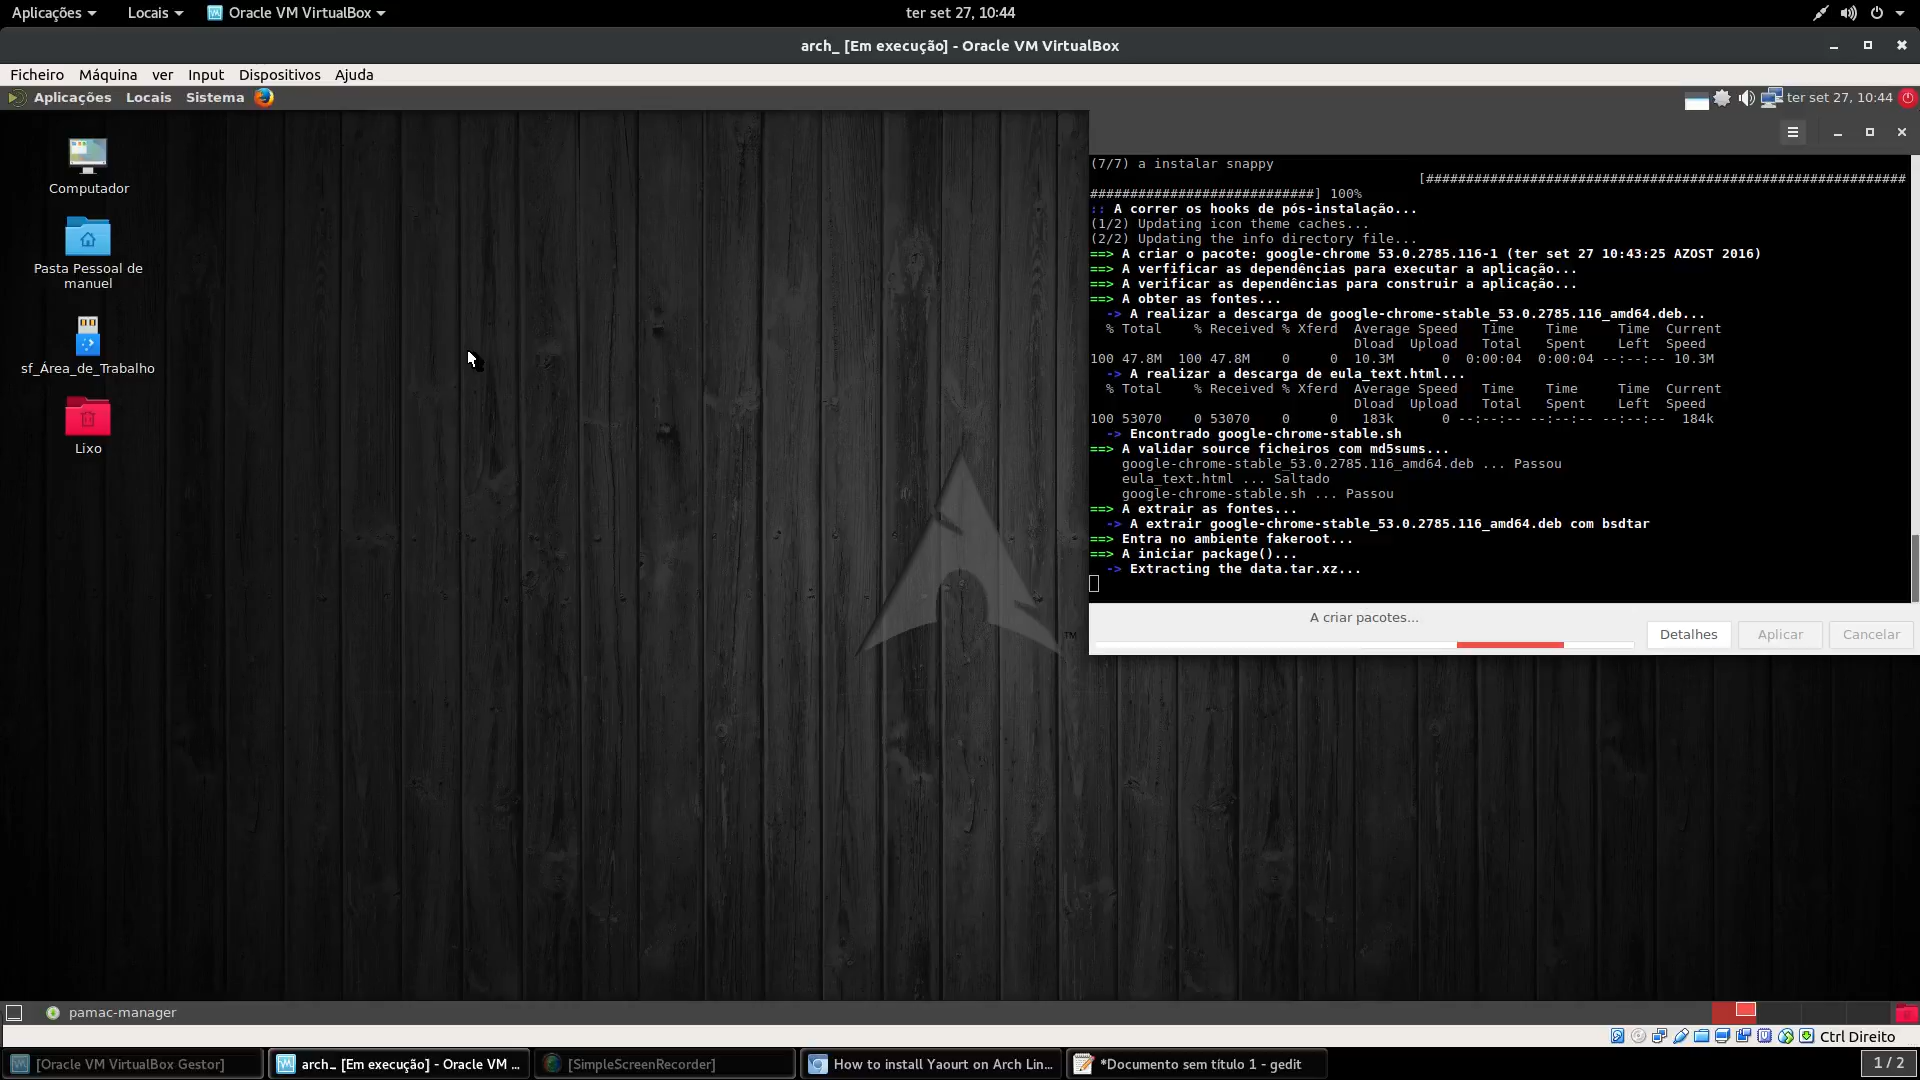 Aplicações
Locais
Oracle VM VirtualBox
ter set 27, 10:44
arch_ [Em execução] - Oracle VM VirtualBox
Ficheiro Máquina ver Input Dispositivos Ajuda
Aplicações Locais Sistema
ter set 27, 10:44
Computador
Pasta Pessoal de
manuel
sf_Área_de_Trabalho
Lixo
(7/7) a instalar snappy
[############################################################
############################] 100%
:: A correr os hooks de pós-instalação...
(1/2) Updating icon theme caches...
(2/2) Updating the info directory file...
==> A criar o pacote: google-chrome 53.0.2785.116-1 (ter set 27 10:43:25 AZOST 2016)
==> A verfificar as dependências para executar a aplicação...
==> A verificar as dependências para construir a aplicação...
==> A obter as fontes...
-> A realizar a descarga de google-chrome-stable_53.0.2785.116_amd64.deb...
% Total % Received % Xferd Average Speed Time Time Time Current
Dload Upload Total Spent Left Speed
100 47.8M 100 47.8M 0 0 10.3M 0 0:00:04 0:00:04 --:--:-- 10.3M
-> A realizar a descarga de eula_text.html...
% Total % Received % Xferd Average Speed Time Time Time Current
Dload Upload Total Spent Left Speed
100 53070 0 53070 0 0 183k 0 --:--:-- --:--:-- --:--:-- 184k
-> Encontrado google-chrome-stable.sh
==> A validar source ficheiros com md5sums...
google-chrome-stable_53.0.2785.116_amd64.deb ... Passou
eula_text.html ... Saltado
google-chrome-stable.sh ... Passou
==> A extrair as fontes...
-> A extrair google-chrome-stable_53.0.2785.116_amd64.deb com bsdtar
==> Entra no ambiente fakeroot...
==> A iniciar package()...
-> Extracting the data.tar.xz...
A criar pacotes...
Detalhes Aplicar Cancelar
TM
pamac-manager
Ctrl Direito
[Oracle VM VirtualBox Gestor]
arch_ [Em execução] - Oracle VM ...
[SimpleScreenRecorder]
How to install Yaourt on Arch Lin...
*Documento sem título 1 - gedit
1 / 2